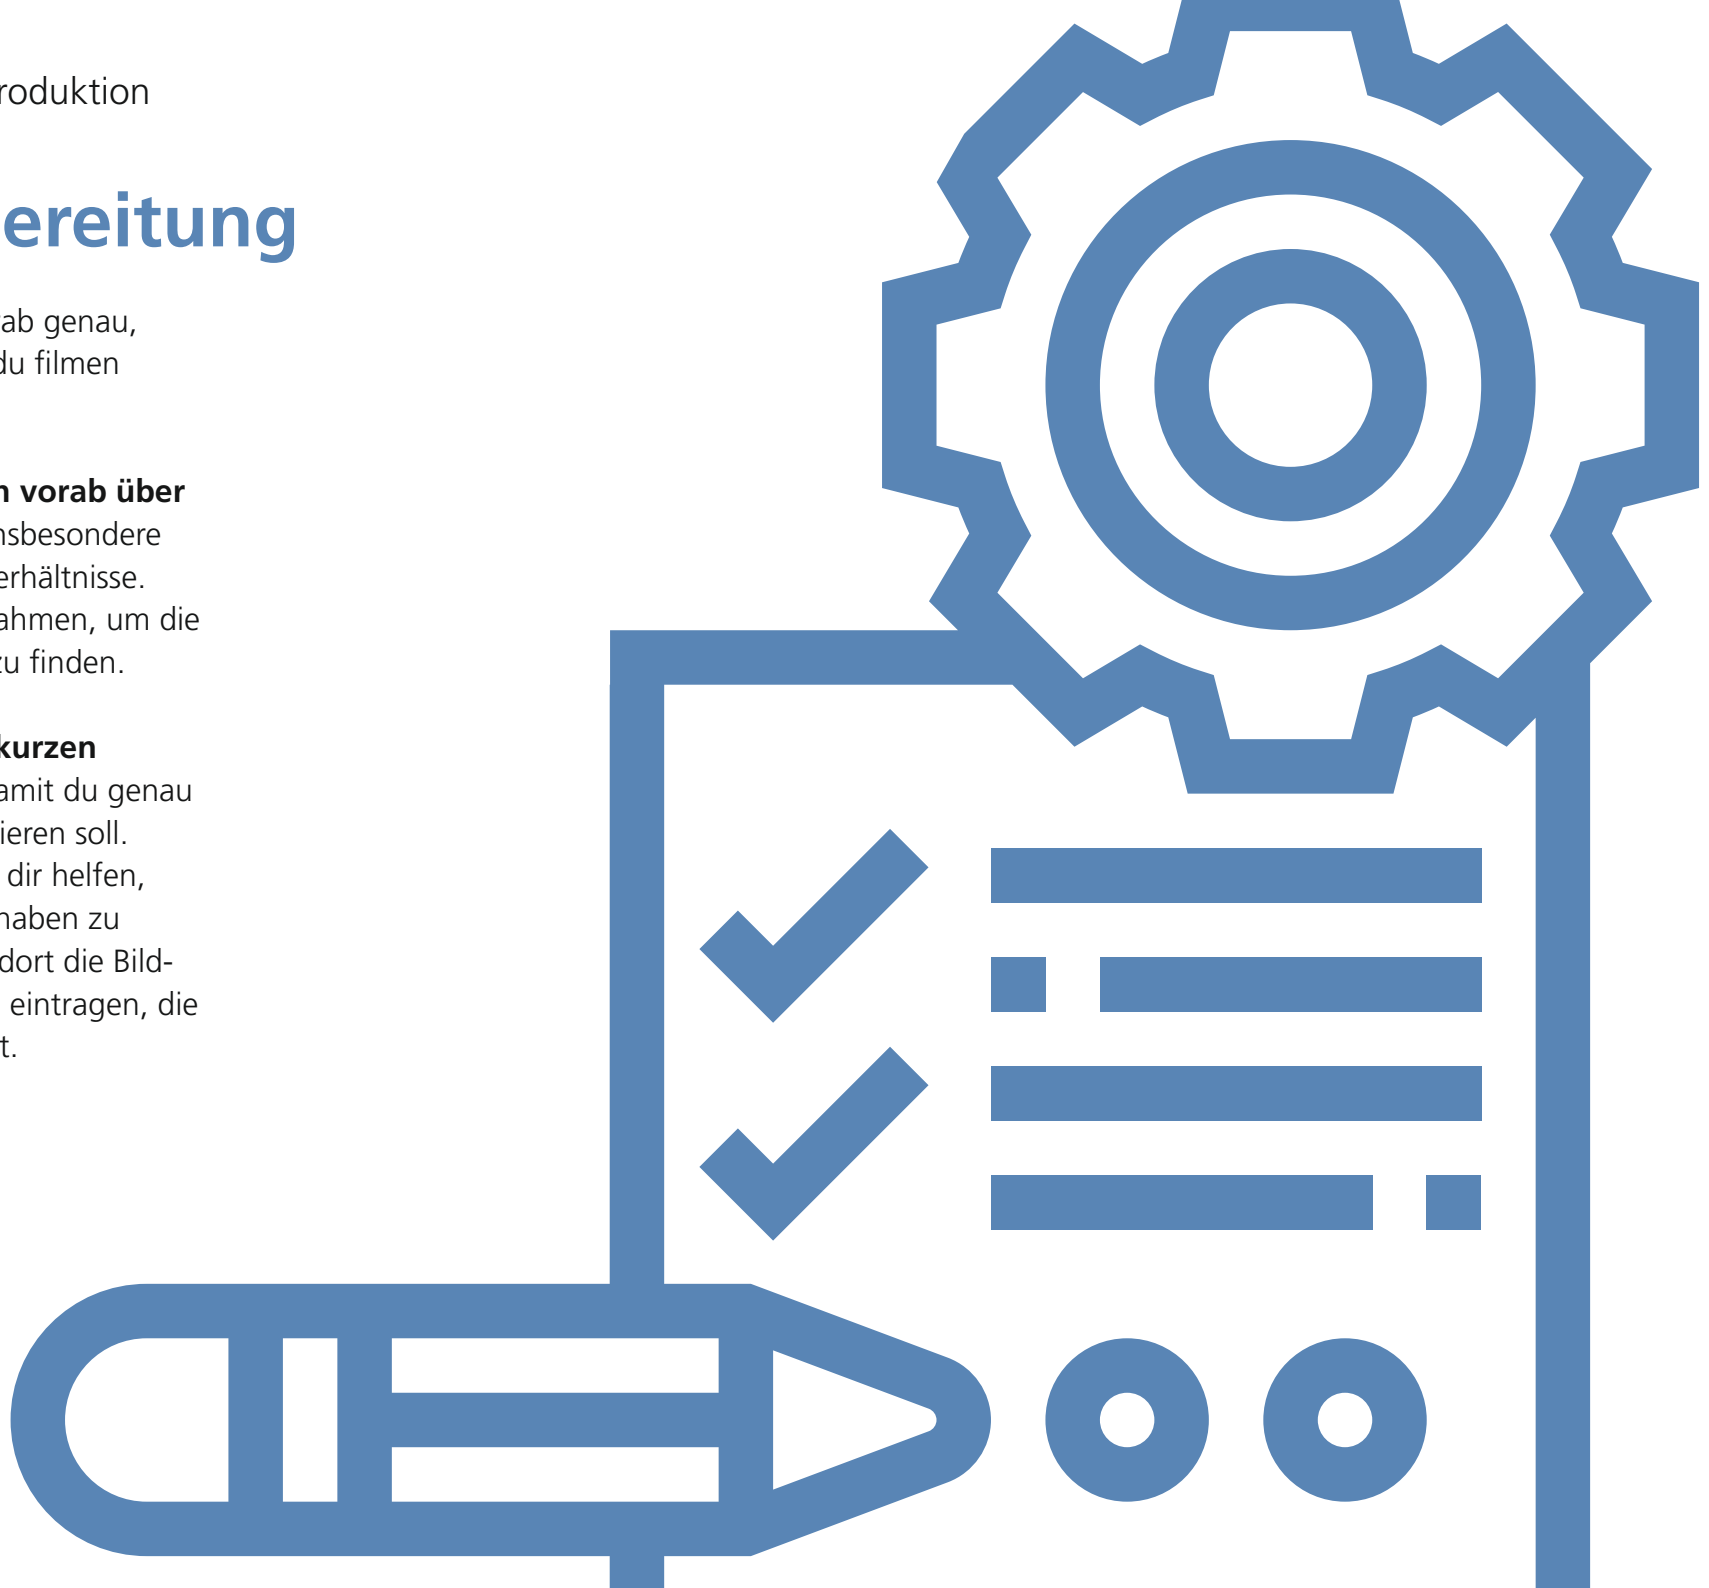 roduktion
ereitung
ab genau,
du filmen
n vorab über
nsbesondere
erhältnisse.
ahmen, um die
zu finden.
kurzen
amit du genau
ieren soll.
dir helfen,
haben zu
dort die Bild-
eintragen, die
t.